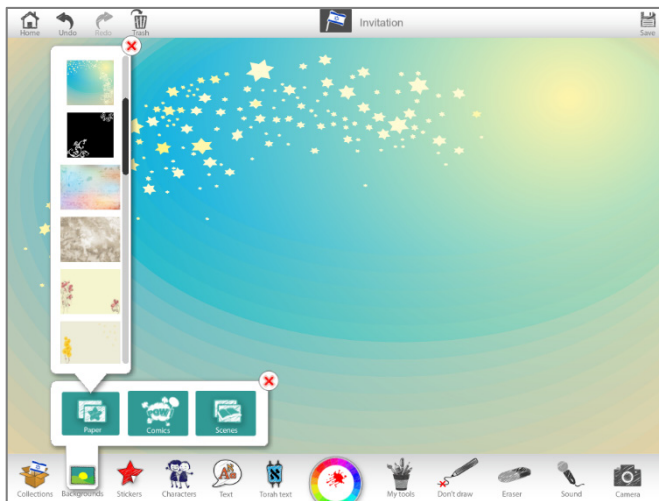 Home
Undo
Redo
Trash
Invitation
Save
Paper
POW
Comics
Scenes
Collections
Backgrounds
Stickers
Characters
Text
Torah text
My tools
Don't draw
Eraser
Sound
Camera